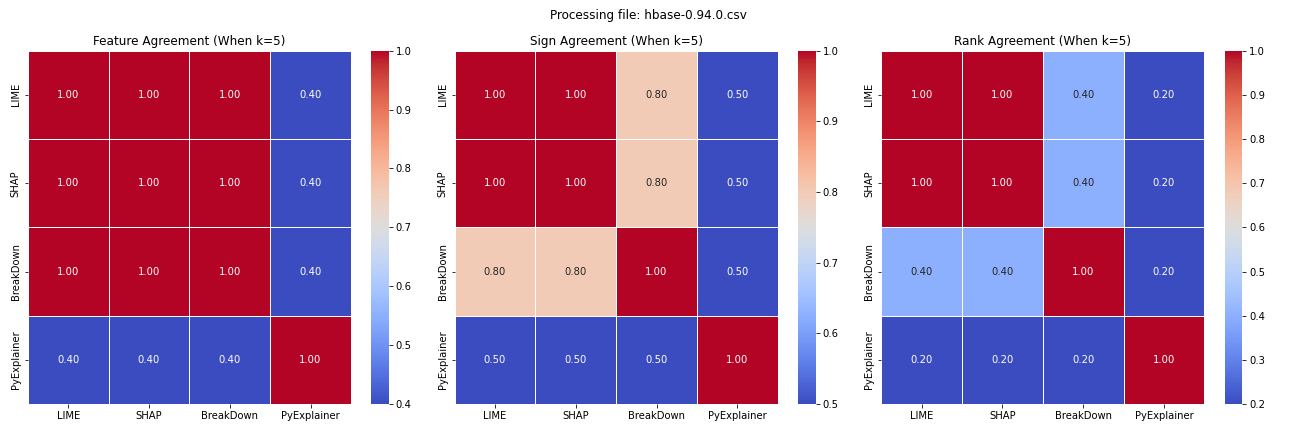 Processing file: hbase-0.94.0.csv
Feature Agreement (When k=5)
LIME
SHAP
BreakDown
PyExplainer
1.00 1.00 1.00 0.40
1.00 1.00 1.00 0.40
1.00 1.00 1.00 0.40
0.40 0.40 0.40 1.00
LIME SHAP BreakDown PyExplainer
1.0
0.9
0.8
0.7
0.6
0.5
0.4
Sign Agreement (When k=5)
LIME
SHAP
BreakDown
PyExplainer
1.00 1.00 0.80 0.50
1.00 1.00 0.80 0.50
0.80 0.80 1.00 0.50
0.50 0.50 0.50 1.00
LIME SHAP BreakDown PyExplainer
1.0
0.9
0.8
0.7
0.6
0.5
Rank Agreement (When k=5)
LIME
SHAP
BreakDown
PyExplainer
1.00 1.00 0.40 0.20
1.00 1.00 0.40 0.20
0.40 0.40 1.00 0.20
0.20 0.20 0.20 1.00
LIME SHAP BreakDown PyExplainer
1.0
0.9
0.8
0.7
0.6
0.5
0.4
0.3
0.2